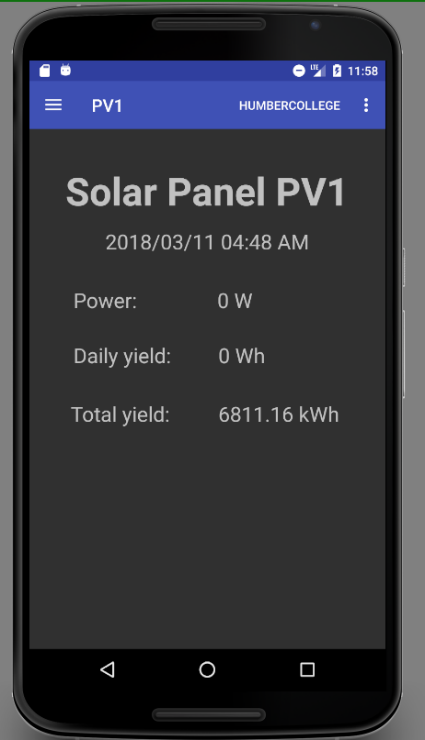 LTE 11:58
PV1 HUMBERCOLLEGE
Solar Panel PV1
2018/03/11 04:48 AM
Power: 0 W
Daily yield: 0 Wh
Total yield: 6811.16 kWh